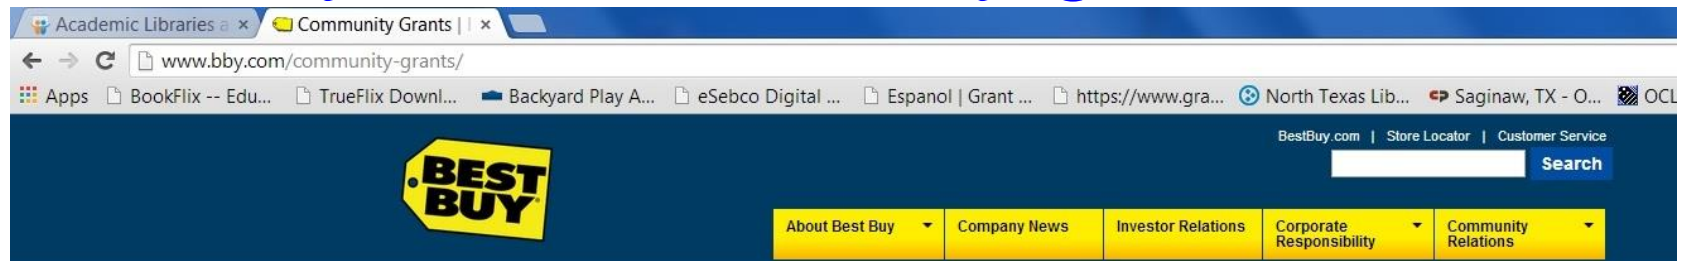 Academic Libraries a × Community Grants | ×
www.bby.com/community-grants/
Apps BookFlix -- Edu... TrueFlix Downl... Backyard Play A... eSebco Digital ... Espanol | Grant ... https://www.gra... North Texas Lib... Saginaw, TX - O... OCL
BestBuy.com | Store Locator | Customer Service
Search
BEST
BUY
About Best Buy Company News Investor Relations Corporate Responsibility Community Relations